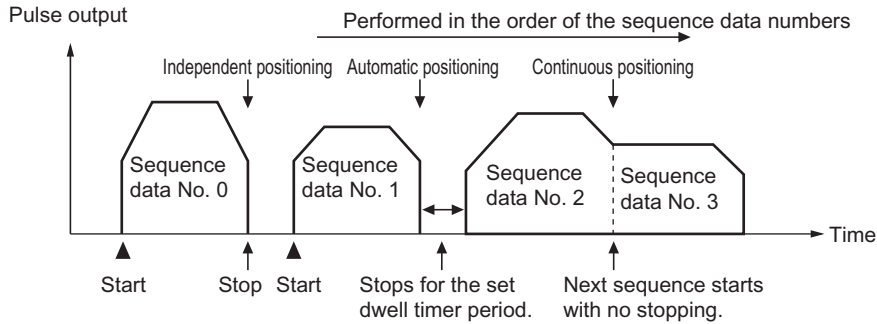 Pulse output
Performed in the order of the sequence data numbers
Independent positioning
Automatic positioning
Continuous positioning
Sequence
data No. 0
Sequence
data No. 1
Sequence
data No. 2
Sequence
data No. 3
Time
Start
Stop
Start
Stops for the set
dwell timer period.
Next sequence starts
with no stopping.